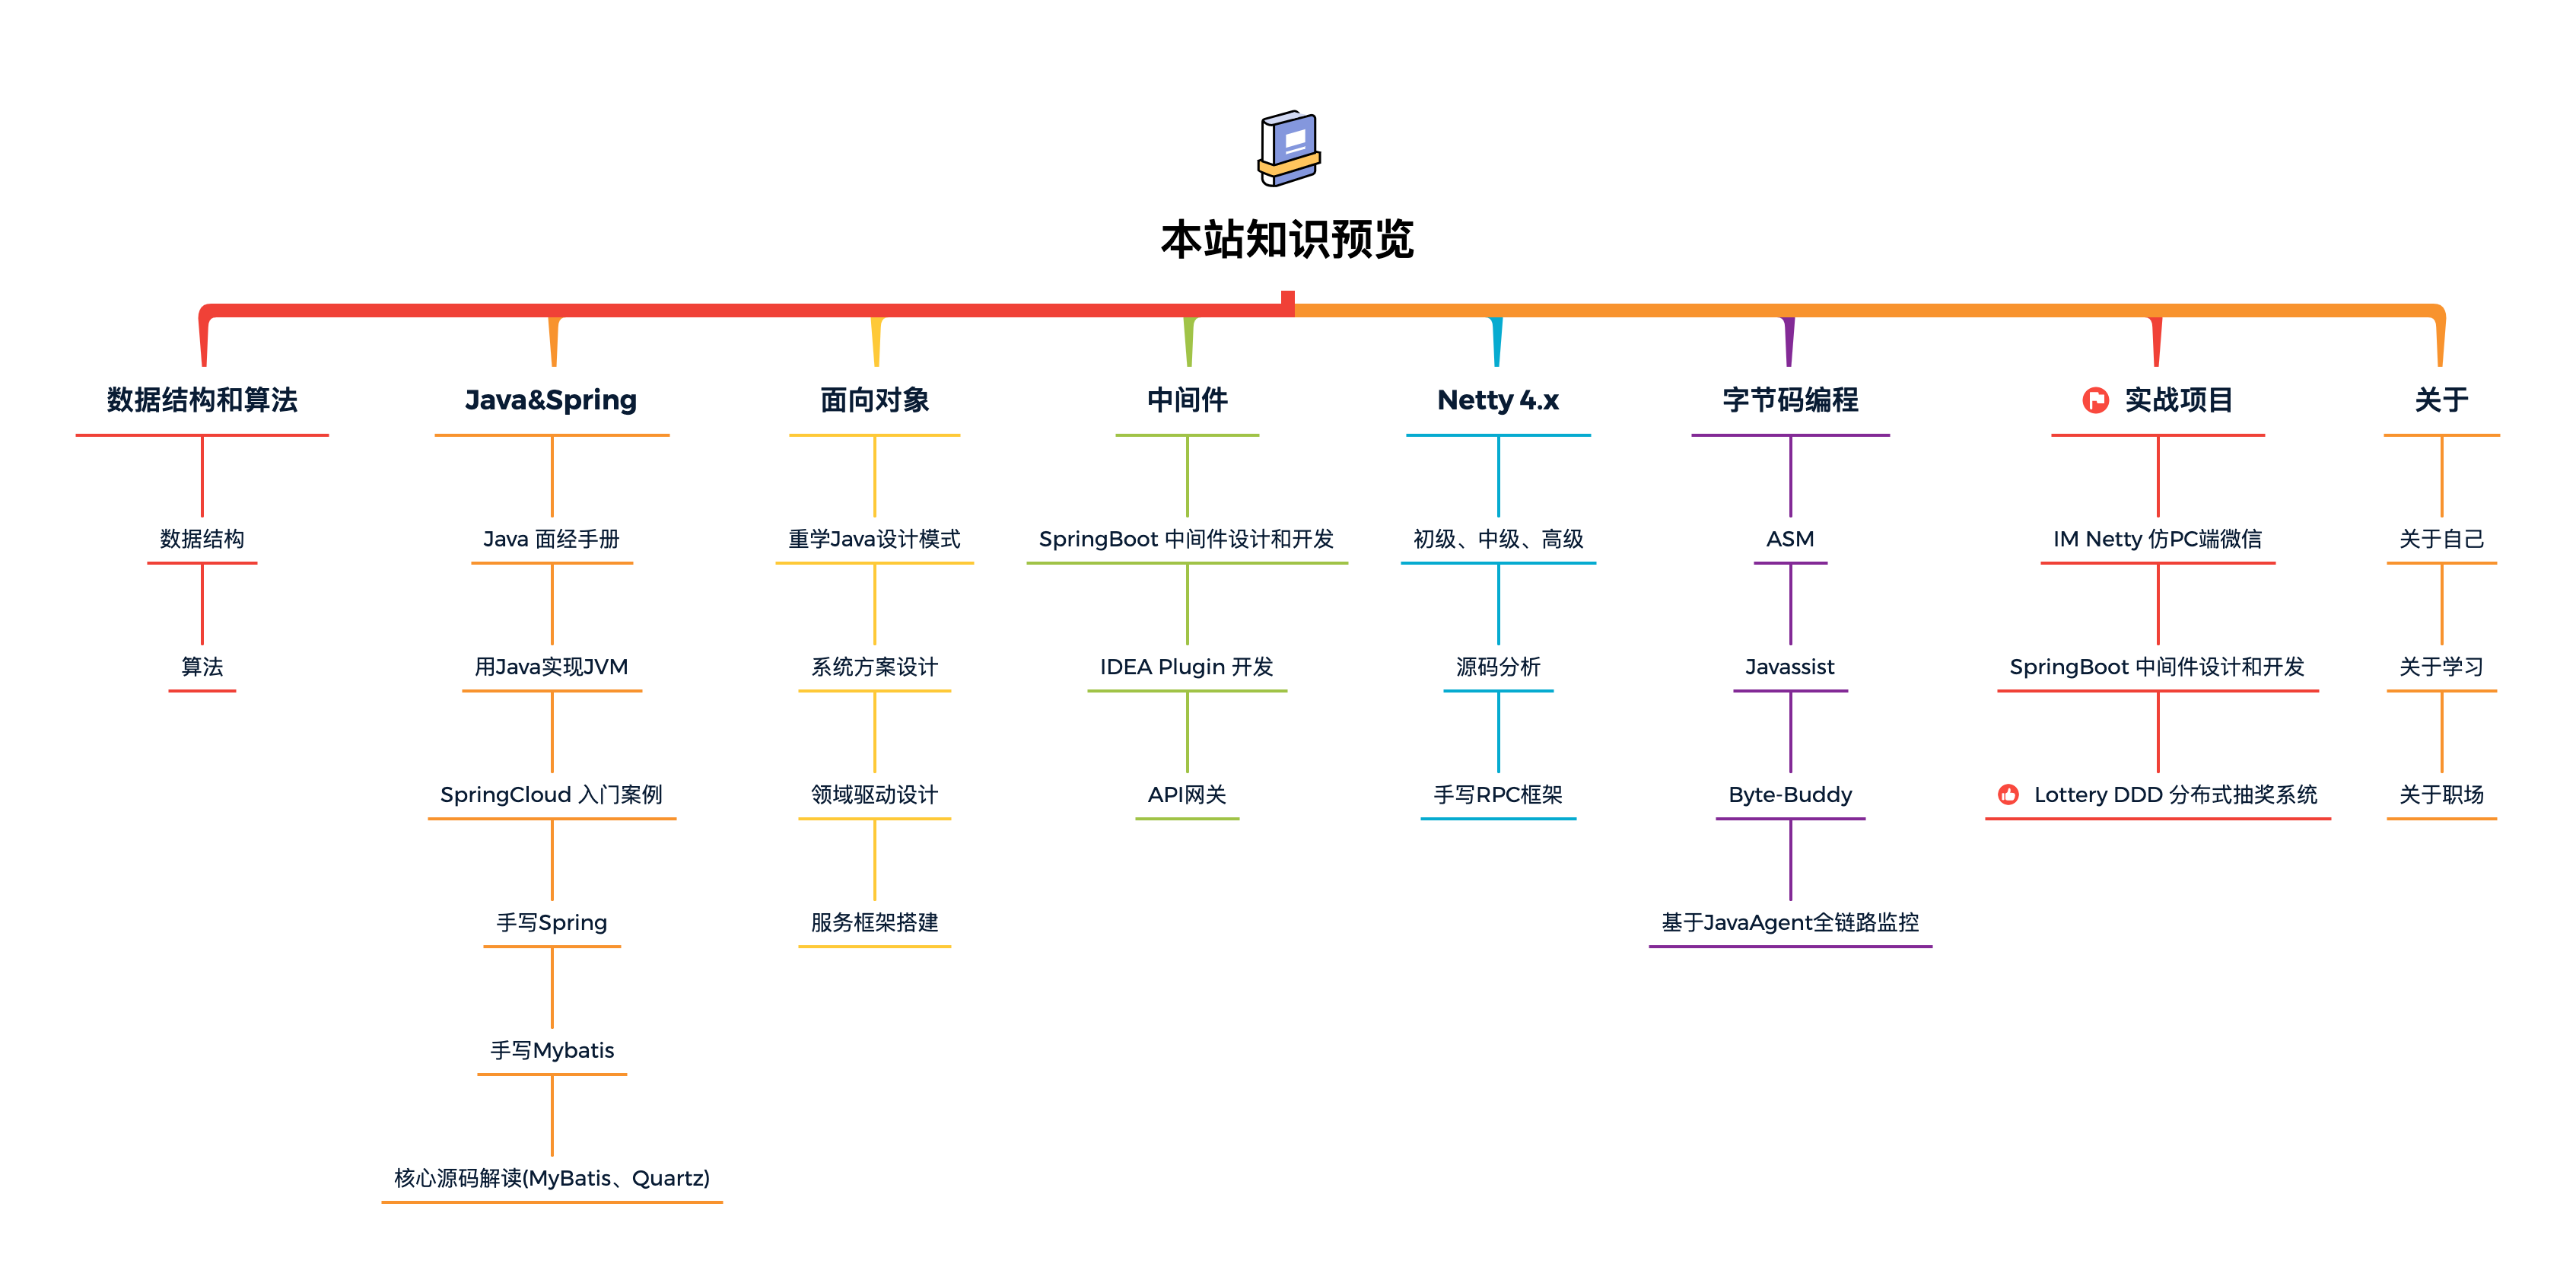 本站知识预览
数据结构和算法
数据结构
算法
Java&Spring
Java 面经手册
用Java实现JVM
SpringCloud 入门案例
手写Spring
手写Mybatis
核心源码解读(MyBatis、Quartz)
面向对象
重学Java设计模式
系统方案设计
领域驱动设计
服务框架搭建
中间件
SpringBoot 中间件设计和开发
IDEA Plugin 开发
API网关
Netty 4.x
初级、中级、高级
源码分析
手写RPC框架
字节码编程
ASM
Javassist
Byte-Buddy
基于JavaAgent全链路监控
实战项目
IM Netty 仿PC端微信
SpringBoot 中间件设计和开发
Lottery DDD 分布式抽奖系统
关于
关于自己
关于学习
关于职场